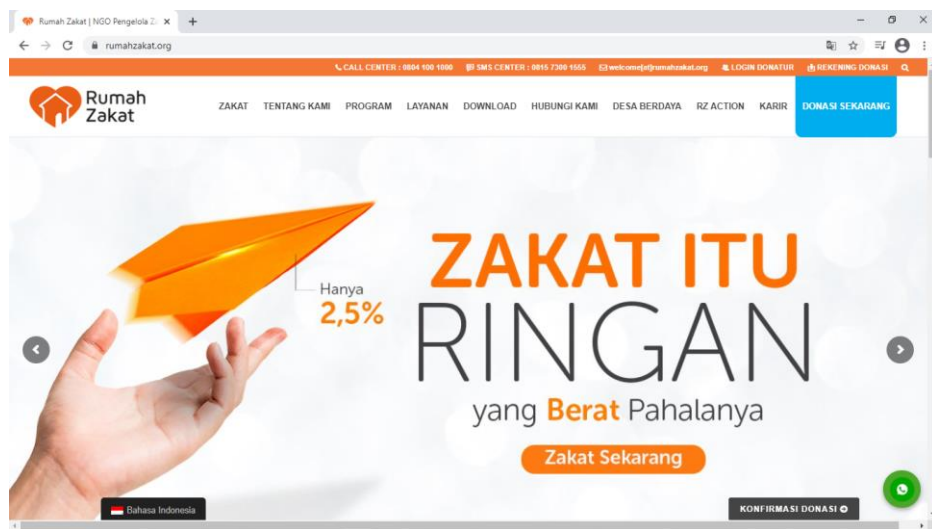 Rumah Zakat | NGO Pengelola Z
rumahzakat.org
CALL CENTER : 0804 100 1000 SMS CENTER : 0815 7300 1555 welcome[at]rumahzakat.org LOGIN DONATUR REKENING DONASI
Rumah
Zakat
ZAKAT TENTANG KAMI PROGRAM LAYANAN DOWNLOAD HUBUNGI KAMI DESA BERDAYA RZ ACTION KARIR DONASI SEKARANG
Hanya
2,5%
ZAKAT ITU
RINGAN
yang Berat Pahalanya
Zakat Sekarang
Bahasa Indonesia
KONFIRMASI DONASI